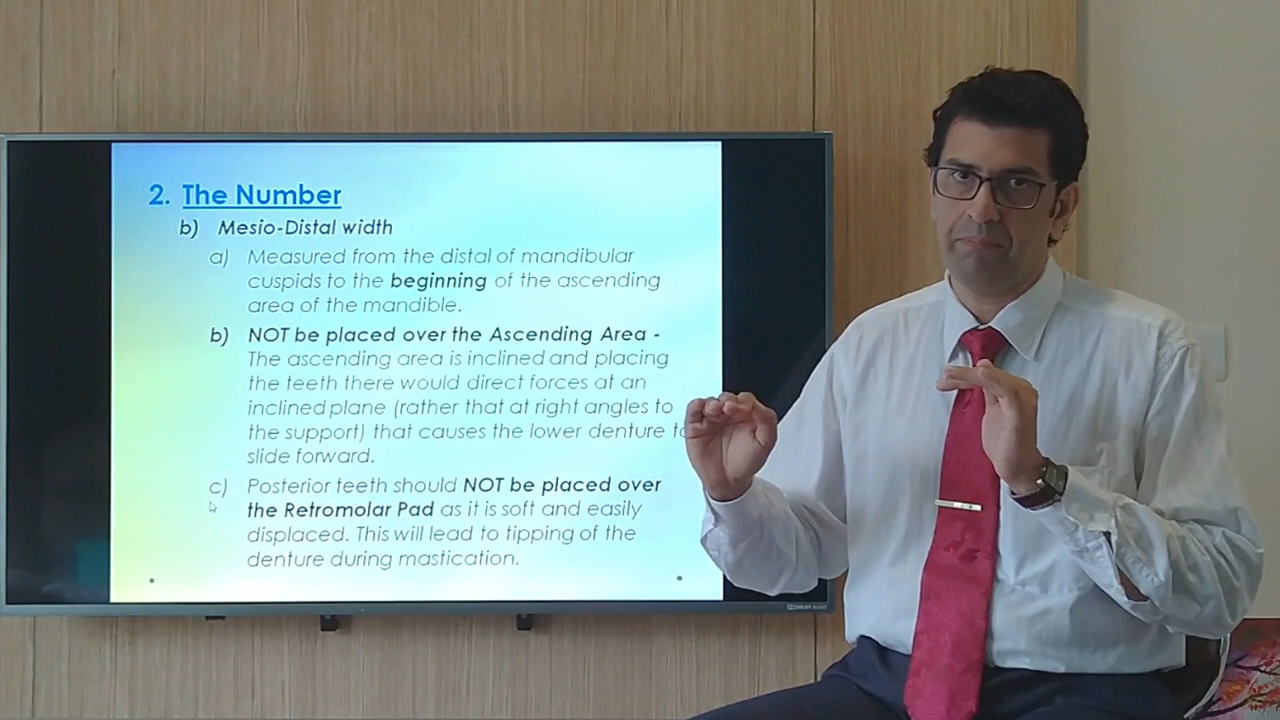 2. The Number
b) Mesio-Distal width
a) Measured from the distal of mandibular
cuspids to the beginning of the ascending
area of the mandible.
b) NOT be placed over the Ascending Area -
The ascending area is inclined and placing
the teeth there would direct forces at an
inclined plane (rather that at right angles to
the support) that causes the lower denture to
slide forward.
c) Posterior teeth should NOT be placed over
the Retromolar Pad as it is soft and easily
displaced. This will lead to tipping of the
denture during mastication.